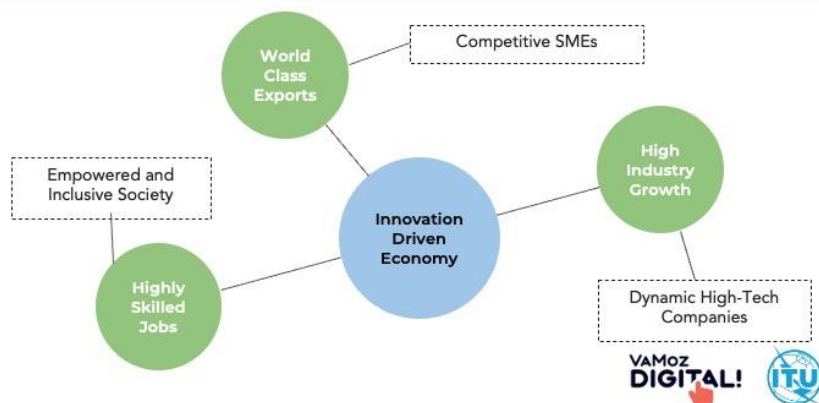 World
Class
Exports
Competitive SMEs
High
Industry
Growth
Empowered and
Inclusive Society
Innovation
Driven
Economy
Highly
Skilled
Jobs
Dynamic High-Tech
Companies
VAMOZ
DIGITAL!
ITU